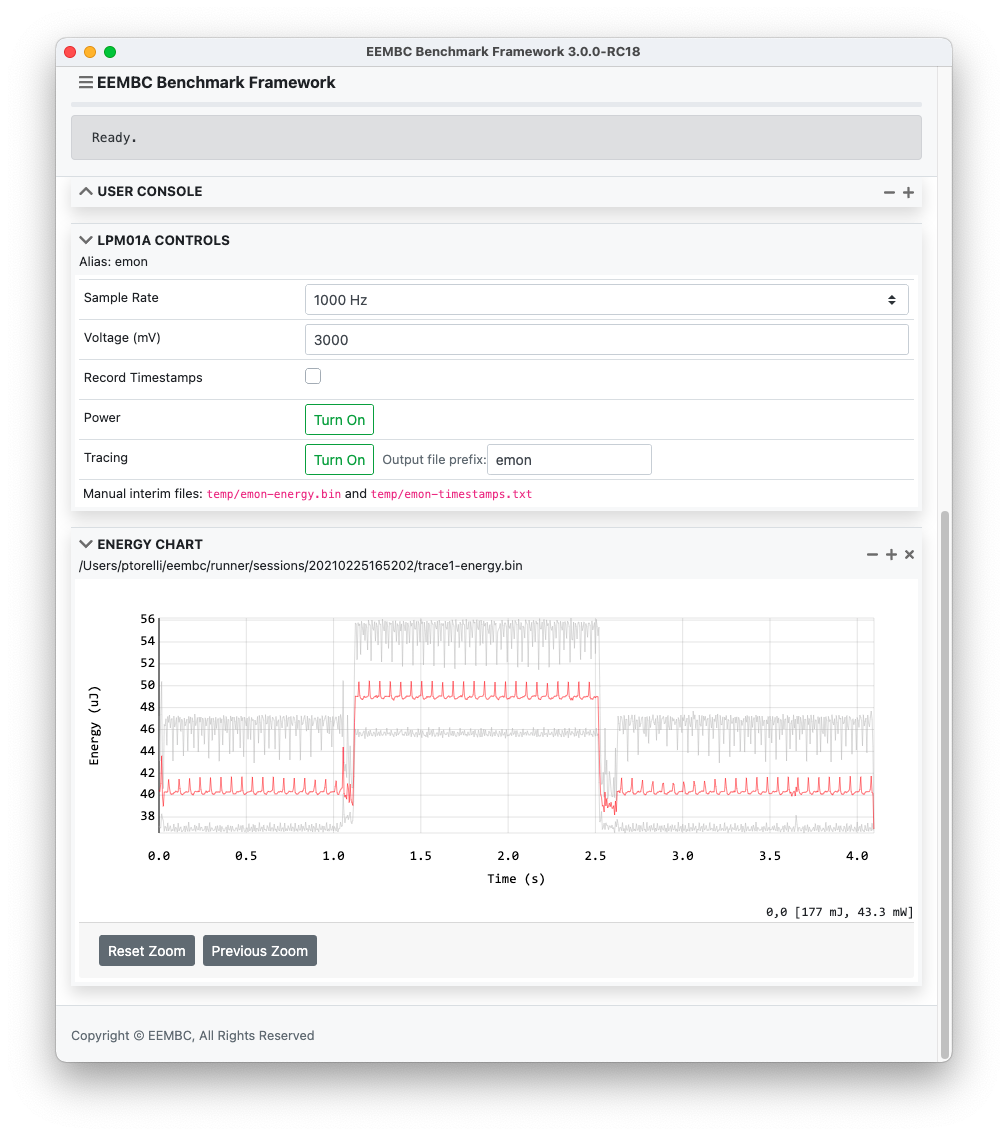 EEMBC Benchmark Framework 3.0.0-RC18
EEMBC Benchmark Framework
Ready.
USER CONSOLE
LPM01A CONTROLS
Alias: emon
Sample Rate
1000 Hz
Voltage (mV)
3000
Record Timestamps
Power
Turn On
Tracing
Turn On Output file prefix: emon
Manual interim files: temp/emon-energy.bin and temp/emon-timestamps.txt
ENERGY CHART
/Users/ptorelli/eembc/runner/sessions/20210225165202/trace1-energy.bin
56
54
52
50
48
46
44
42
40
38
Energy (uJ)
0.0 0.5 1.0 1.5 2.0 2.5 3.0 3.5 4.0
Time (s)
0,0 [177 mJ, 43.3 mW]
Reset Zoom Previous Zoom
Copyright © EEMBC, All Rights Reserved